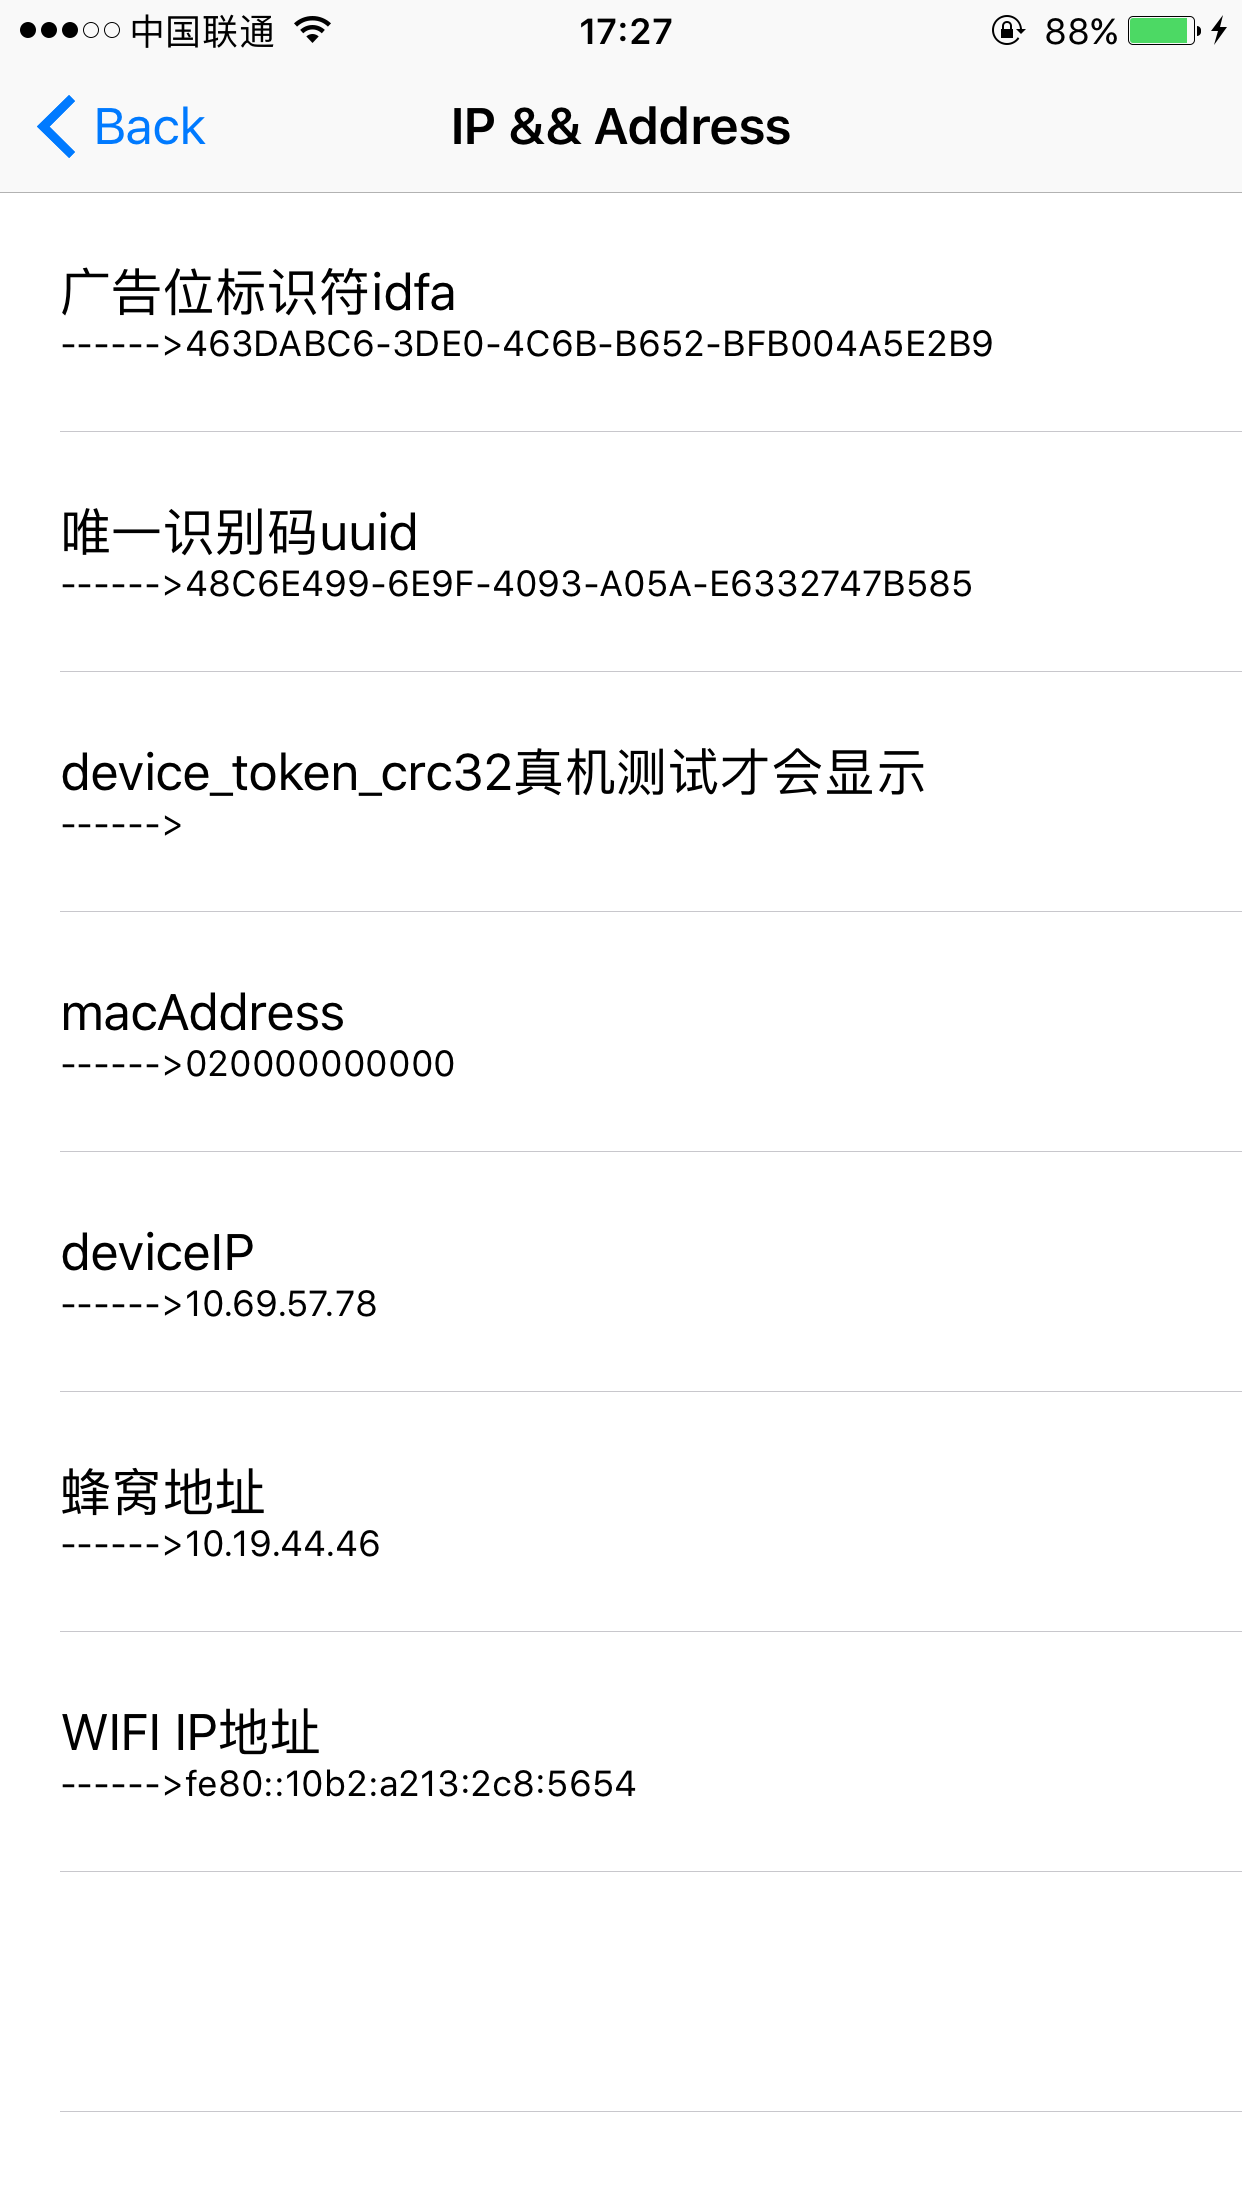 中国联通
17:27
88%
Back
IP && Address
广告位标识符idfa
------>463DABC6-3DE0-4C6B-B652-BFB004A5E2B9
唯一识别码uuid
------>48C6E499-6E9F-4093-A05A-E6332747B585
device_token_crc32真机测试才会显示
------>
macAddress
------>020000000000
deviceIP
------>10.69.57.78
蜂窝地址
------>10.19.44.46
WIFI IP地址
------>fe80::10b2:a213:2c8:5654